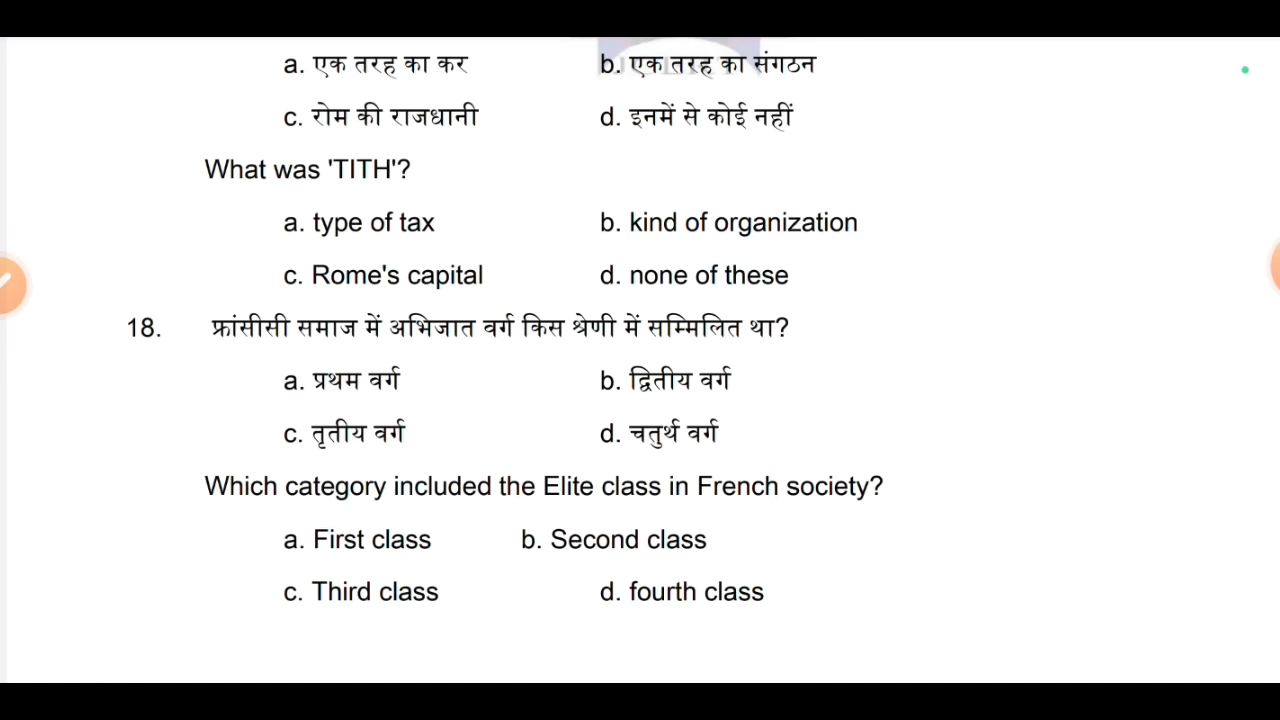 a. एक तरह का कर b. एक तरह का संगठन
c. रोम की राजधानी d. इनमें से कोई नहीं
What was 'TITH'?
a. type of tax b. kind of organization
c. Rome's capital d. none of these
18. फ्रांसीसी समाज में अभिजात वर्ग किस श्रेणी में सम्मिलित था?
a. प्रथम वर्ग b. द्वितीय वर्ग
c. तृतीय वर्ग d. चतुर्थ वर्ग
Which category included the Elite class in French society?
a. First class b. Second class
c. Third class d. fourth class